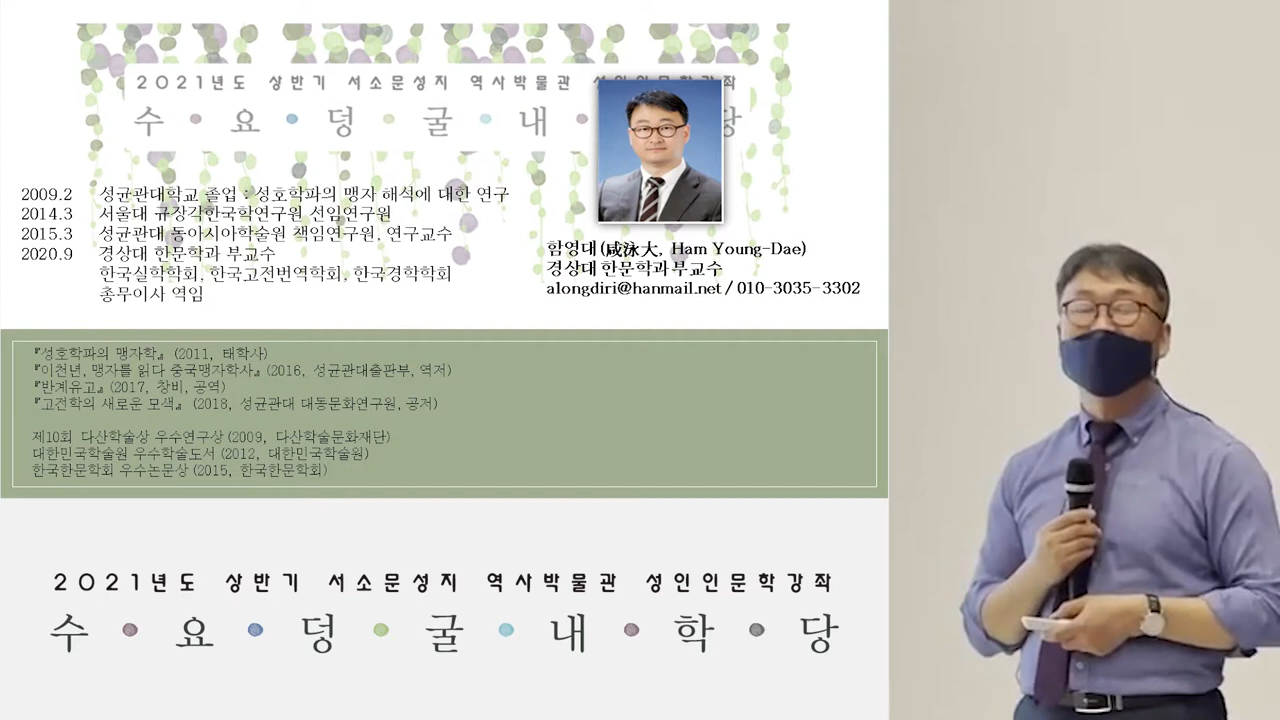 2021년도 상반기 서소문성지 역사박물관 성인인문학강좌
수•요•덩•굴•내•당
2009.2 성균관대학교 졸업 : 성호학파의 맹자 해석에 대한 연구
2014.3 서울대 규장각한국학연구원 선임연구원
2015.3 성균관대 동아시아학술원 책임연구원, 연구교수
2020.9 경상대 한문학과 부교수
한국실학학회, 한국고전번역학회, 한국경학학회
총무이사 역임
함영대(咸泳大, Ham Young-Dae)
경상대 한문학과 부교수
alongdiri@hanmail.net / 010-3035-3302
『성호학파의 맹자학』 (2011, 태학사)
『이천년, 맹자를 읽다 중국맹자학사』 (2016, 성균관대출판부, 역저)
『반계유고』 (2017, 창비, 공역)
『고전학의 새로운 모색』 (2018, 성균관대 대동문화연구원, 공저)
제10회 다산학술상 우수연구상 (2009, 다산학술문화재단)
대한민국학술원 우수학술도서 (2012, 대한민국학술원)
한국한문학회 우수논문상 (2015, 한국한문학회)
2021년도 상반기 서소문성지 역사박물관 성인인문학강좌
수•요•덩•굴•내•학•당